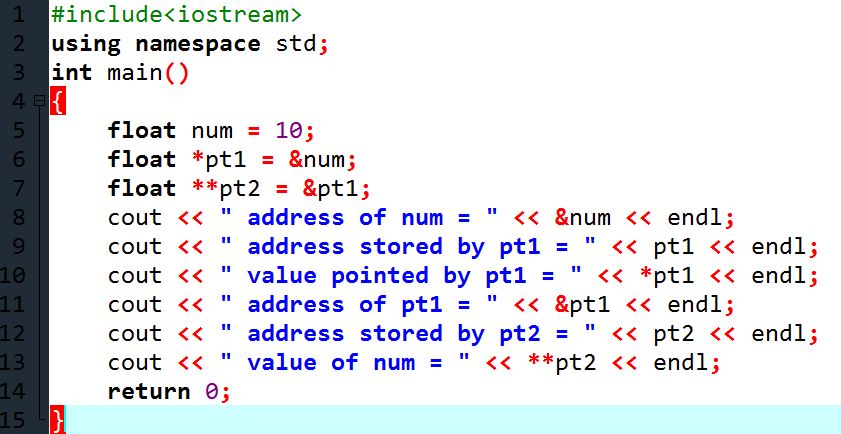 1 #include<iostream>
2 using namespace std;
3 int main()
4 {
5 float num = 10;
6 float *pt1 = &num;
7 float **pt2 = &pt1;
8 cout << " address of num = " << &num << endl;
9 cout << " address stored by pt1 = " << pt1 << endl;
10 cout << " value pointed by pt1 = " << *pt1 << endl;
11 cout << " address of pt1 = " << &pt1 << endl;
12 cout << " address stored by pt2 = " << pt2 << endl;
13 cout << " value of num = " << **pt2 << endl;
14 return 0;
15 }